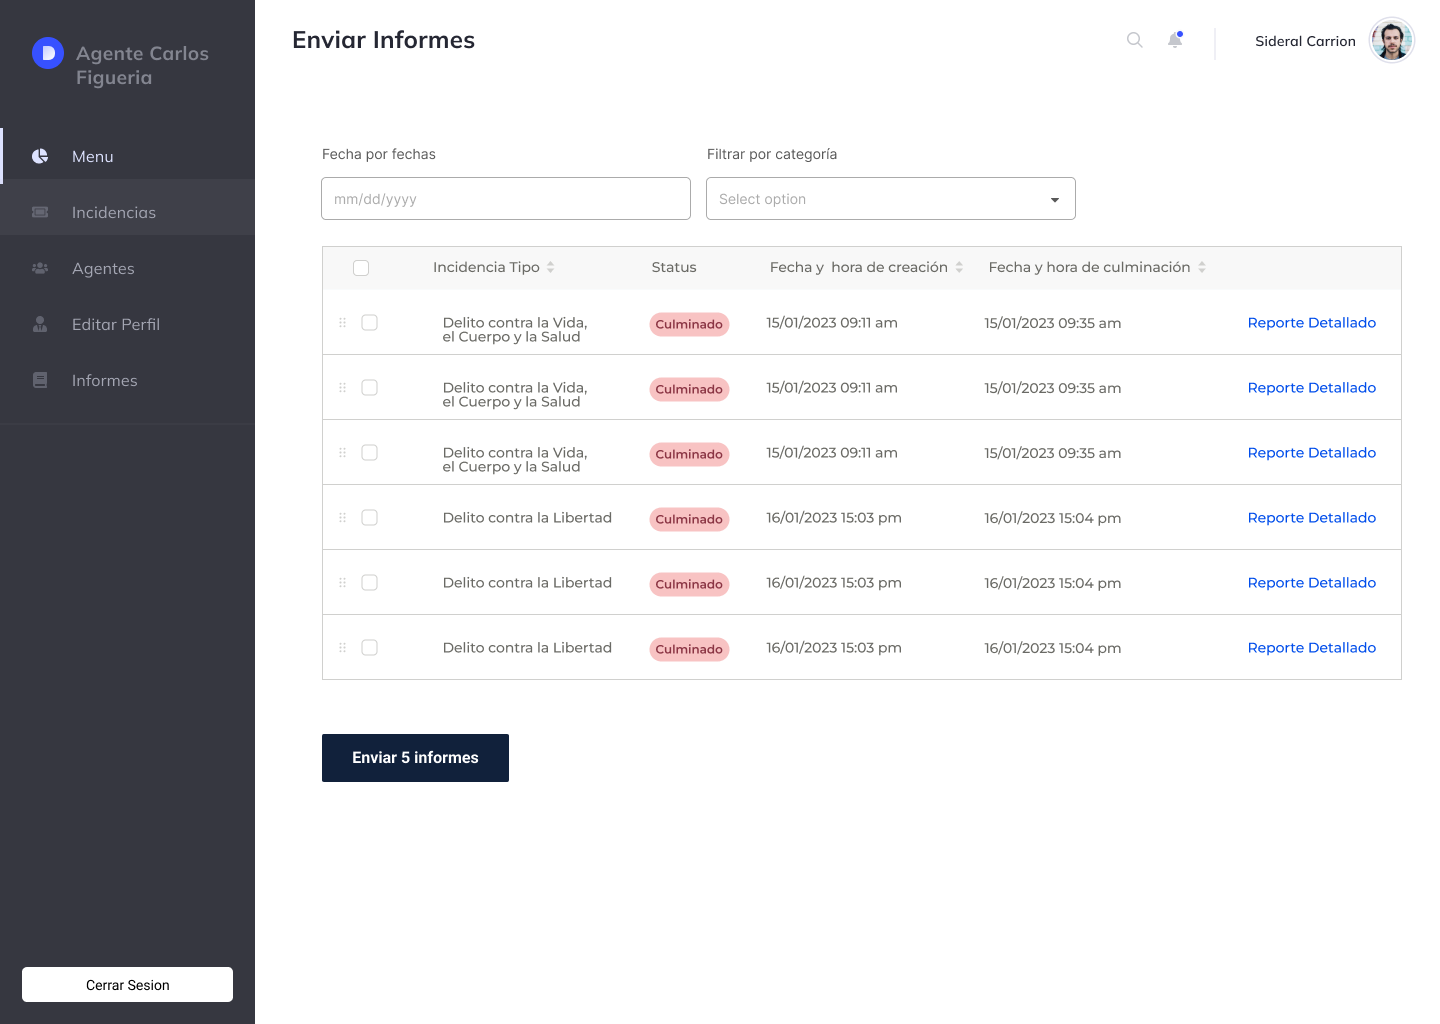 Agente Carlos
Figueria
Menu
Incidencias
Agentes
Editar Perfil
Informes
Cerrar Sesion
Enviar Informes
Sideral Carrion
Fecha por fechas
Filtrar por categoría
mm/dd/yyyy
Select option
Incidencia Tipo Status Fecha y hora de creación Fecha y hora de culminación
Delito contra la Vida,
el Cuerpo y la Salud
Culminado 15/01/2023 09:11 am 15/01/2023 09:35 am Reporte Detallado
Delito contra la Vida,
el Cuerpo y la Salud
Culminado 15/01/2023 09:11 am 15/01/2023 09:35 am Reporte Detallado
Delito contra la Vida,
el Cuerpo y la Salud
Culminado 15/01/2023 09:11 am 15/01/2023 09:35 am Reporte Detallado
Delito contra la Libertad Culminado 16/01/2023 15:03 pm 16/01/2023 15:04 pm Reporte Detallado
Delito contra la Libertad Culminado 16/01/2023 15:03 pm 16/01/2023 15:04 pm Reporte Detallado
Delito contra la Libertad Culminado 16/01/2023 15:03 pm 16/01/2023 15:04 pm Reporte Detallado
Enviar 5 informes